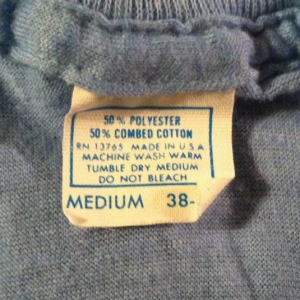 50% POLYESTER
50% COMBED COTTON
RN 13765 MADE IN U.S.A
MACHINE WASH WARM
TUMBLE DRY MEDIUM
DO NOT BLEACH
MEDIUM 38-